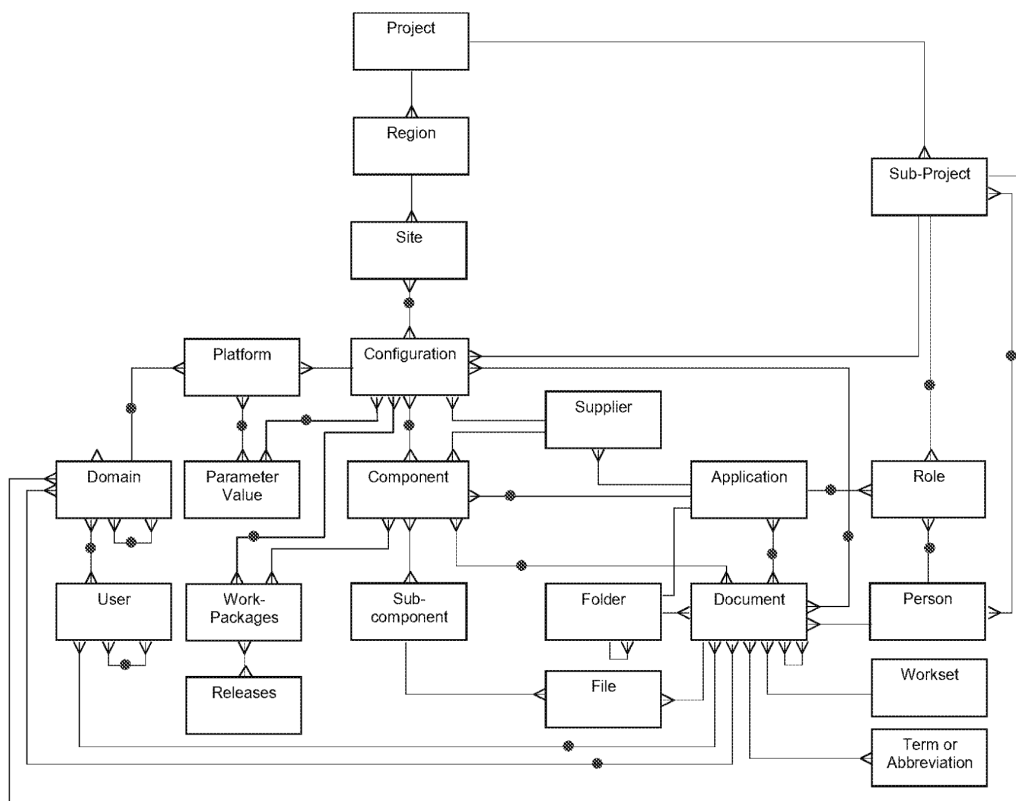 Project
Region
Sub-Project
Site
Platform
Configuration
Supplier
Domain
Parameter
Value
Component
Application
Role
User
Work-
Packages
Sub-
component
Folder
Document
Person
Releases
File
Workset
Term or
Abbreviation